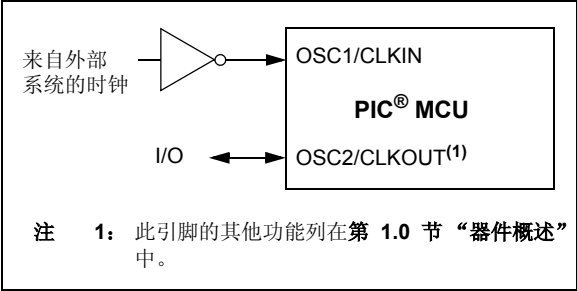 来自外部
系统的时钟
OSC1/CLKIN
PIC® MCU
I/O
OSC2/CLKOUT(1)
注 1: 此引脚的其他功能列在第 1.0 节“器件概述”
中。